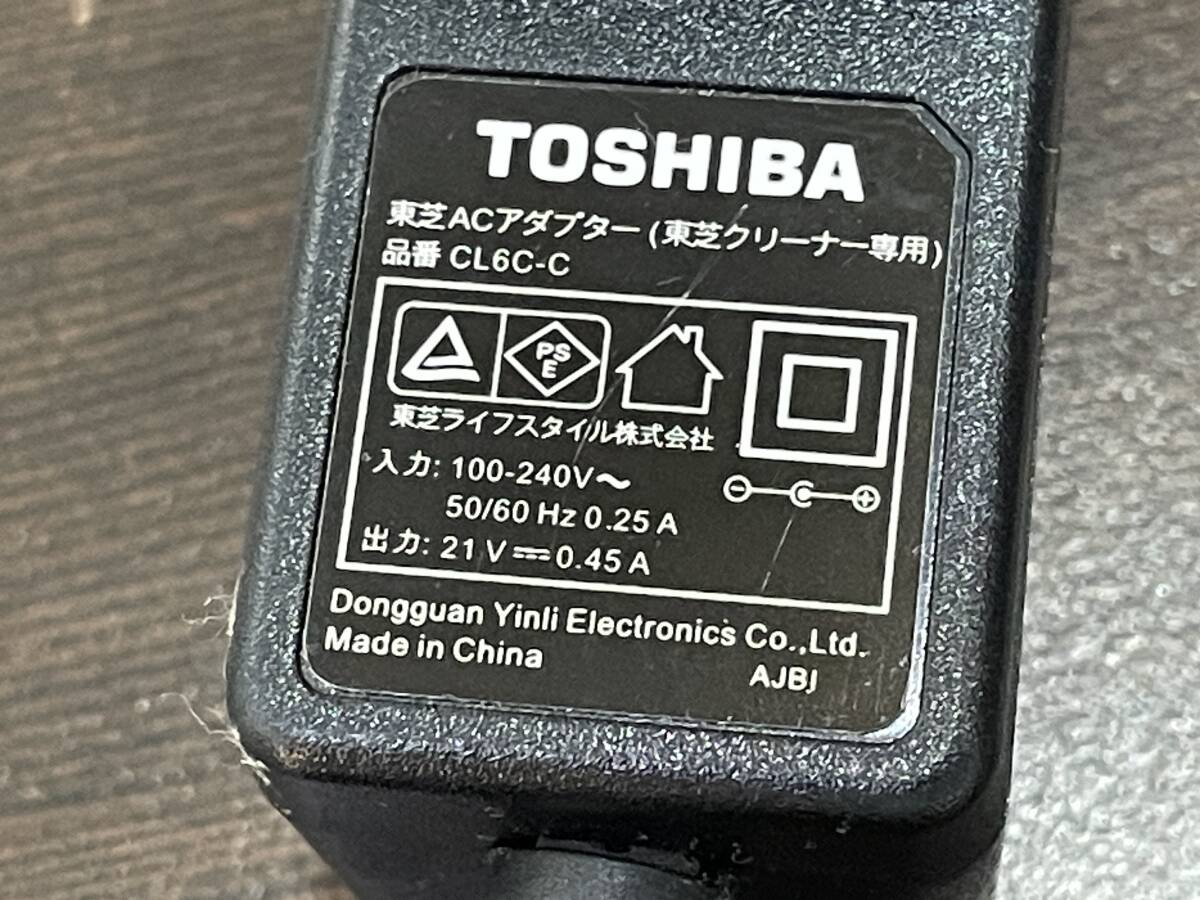 TOSHIBA
東芝ACアダプター(東芝クリーナー専用)
品番 CL6C-C
PS
E
東芝ライフスタイル株式会社
入力: 100-240V〜
50/60 Hz 0.25 A
出力: 21 V⎓0.45 A
Dongguan Yinli Electronics Co.,Ltd.
Made in China
AJBJ